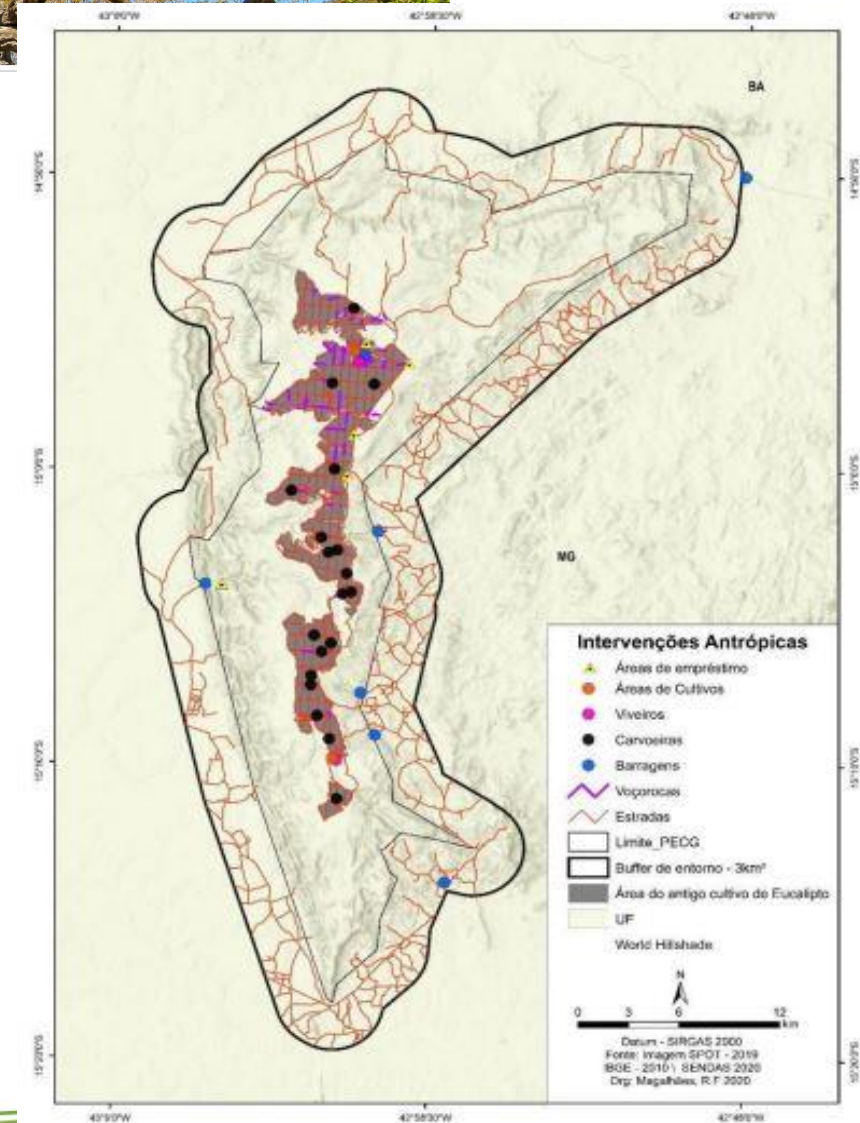 BA
MG
Intervenções Antrópicas
Áreas de empréstimo
Áreas de Cultivos
Viveiros
Carvoeiras
Barragens
Voçorocas
Estradas
Limite_PECG
Buffer de entorno - 3km²
Área do antigo cultivo de Eucalipto
UF
World Hillshade
N
0 3 6 12
km
Datum - SIRGAS 2000
Fonte: Imagem SPOT - 2019
IBGE - 2010 \ SENDAS 2020
Org: Magalhães, R.F 2020